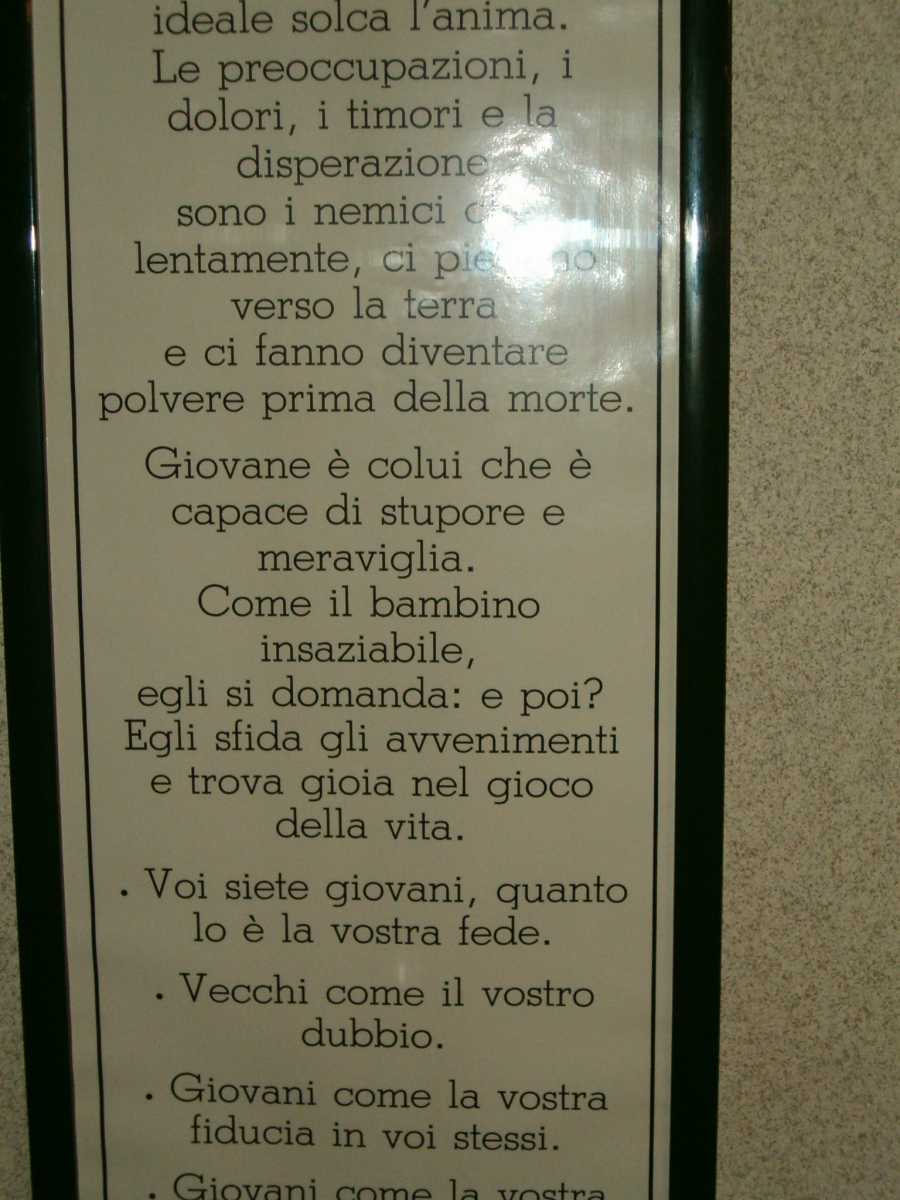 ideale solca l'anima.
Le preoccupazioni, i
dolori, i timori e la
disperazione
sono i nemici
lentamente, ci
verso la terra
e ci fanno diventare
polvere prima della morte.
Giovane è colui che è
capace di stupore e
meraviglia.
Come il bambino
insaziabile,
egli si domanda: e poi?
Egli sfida gli avvenimenti
e trova gioia nel gioco
della vita.
. Voi siete giovani, quanto
lo è la vostra fede.
. Vecchi come il vostro
dubbio.
. Giovani come la vostra
fiducia in voi stessi.
. Giovani come la vostra